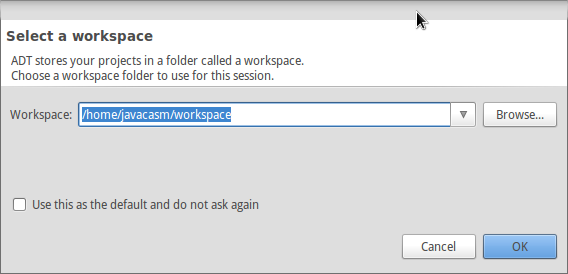 Select a workspace
ADT stores your projects in a folder called a workspace.
Choose a workspace folder to use for this session.
Workspace: /home/javacasm/workspace Browse...
Use this as the default and do not ask again
Cancel OK